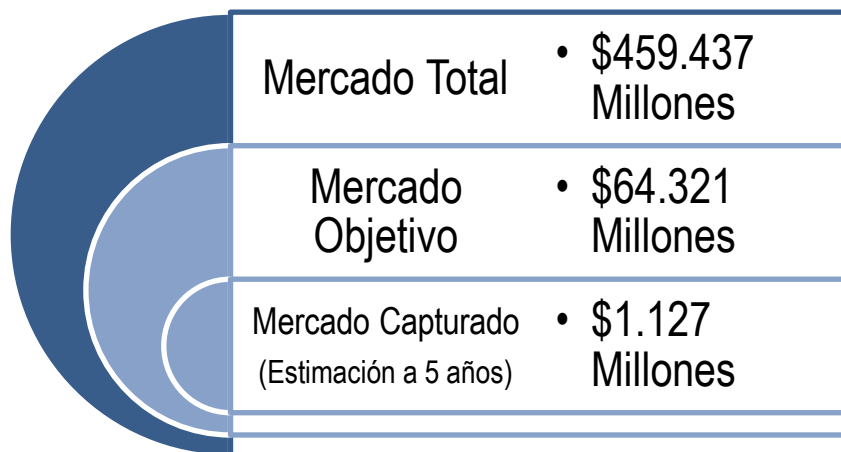 Mercado Total
• $459.437
Millones
Mercado
Objetivo
• $64.321
Millones
Mercado Capturado
(Estimación a 5 años)
• $1.127
Millones